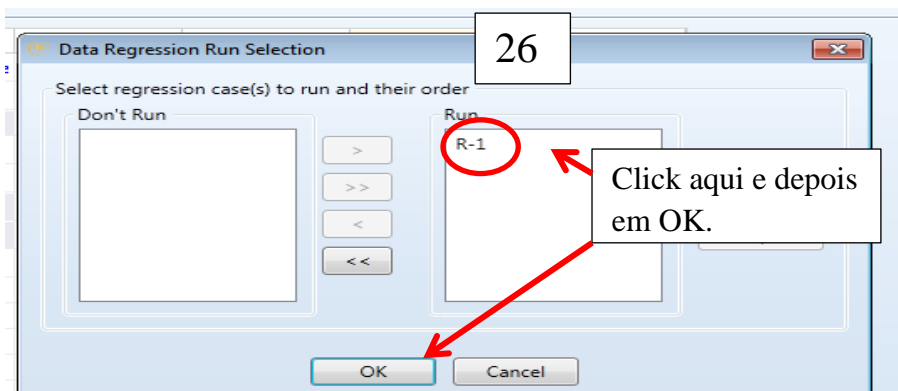 Data Regression Run Selection
26
Select regression case(s) to run and their order
Don't Run
Run
R-1
>
>>
<
<<
Click aqui e depois
em OK.
OK
Cancel